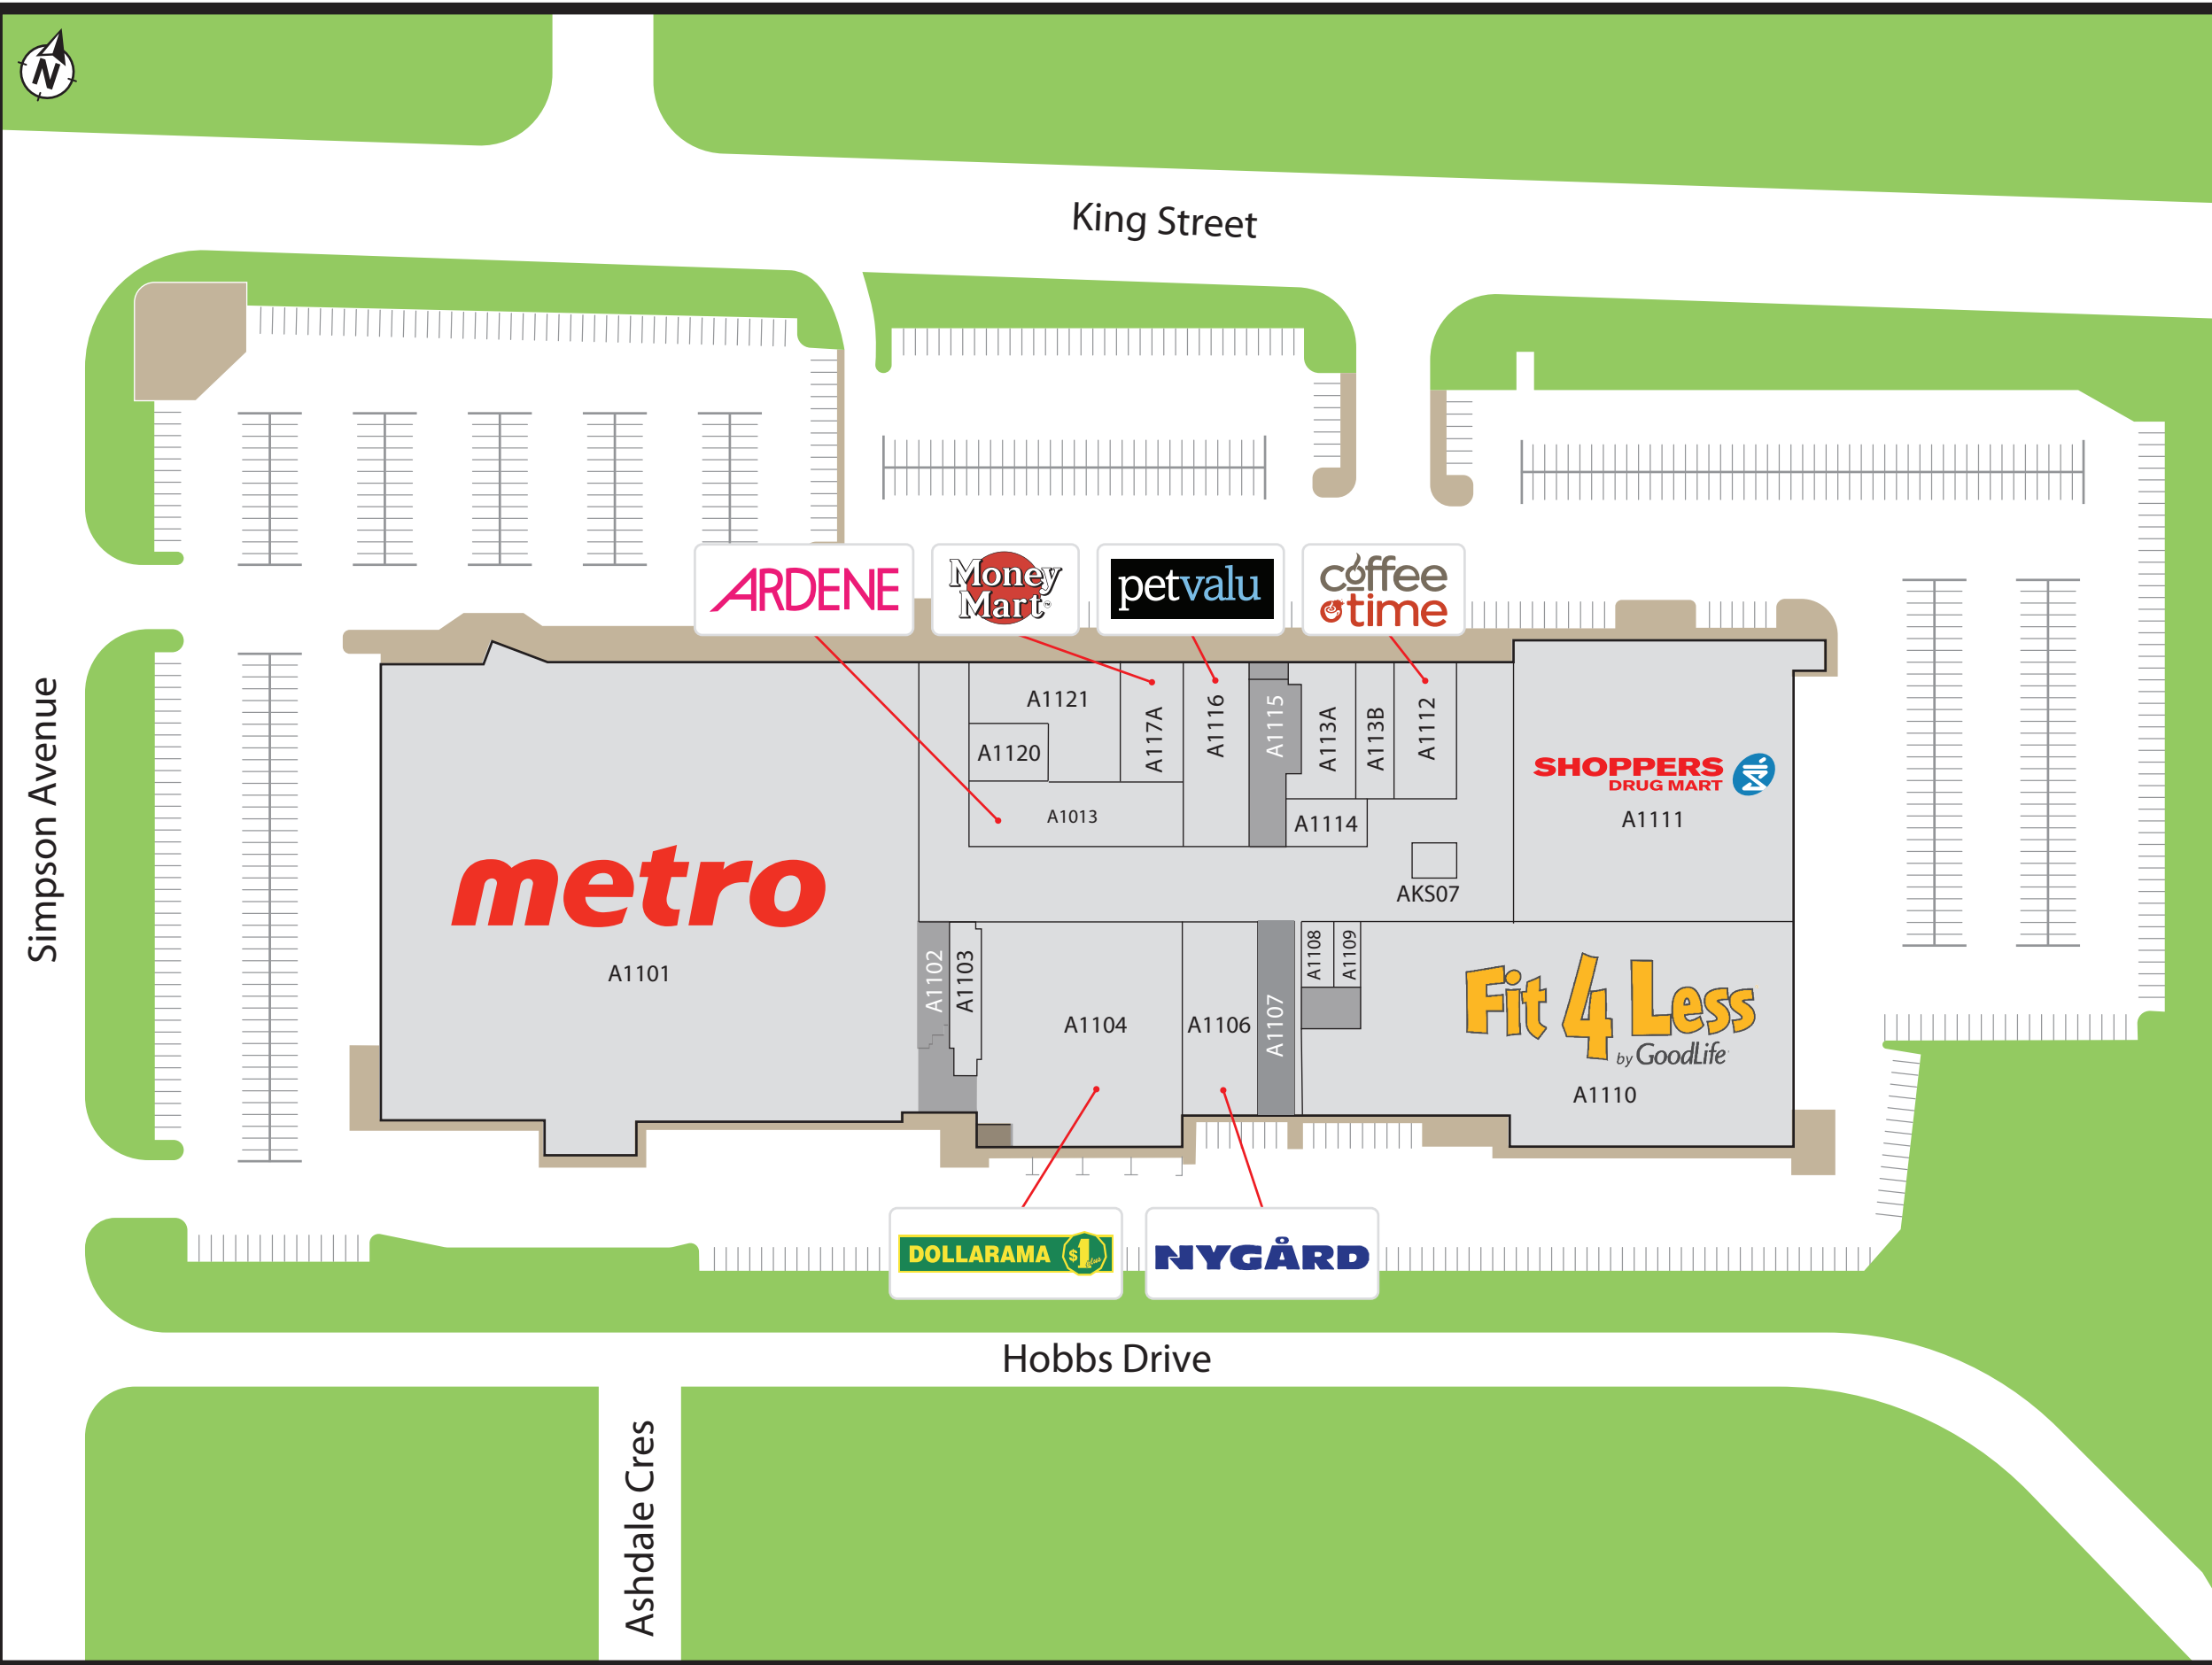 N
King Street
Simpson Avenue
ARDENE
Money
Mart
petvalu
coffee
time
A1121
A1120
A1013
A117A
A1116
A1115
A113A
A113B
A1112
A1114
AKS07
SHOPPERS
DRUG MART
A1111
metro
A1101
A1102
A1103
A1104
A1106
A1107
A1108
A1109
Fit 4 Less
by GoodLife
A1110
DOLLARAMA $1 plus
NYGÅRD
Hobbs Drive
Ashdale Cres